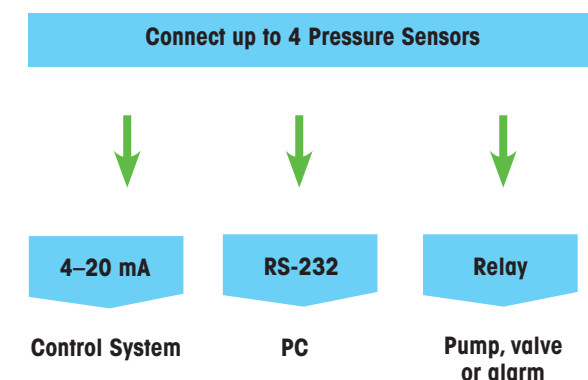 Connect up to 4 Pressure Sensors
4–20 mA
RS-232
Relay
Control System
PC
Pump, valve
or alarm